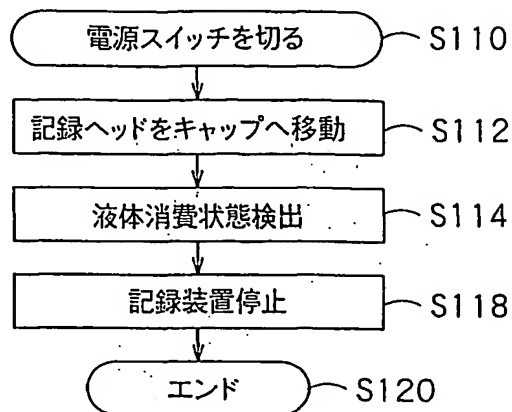 電源スイッチを切る S110
記録ヘッドをキャップへ移動 S112
液体消費状態検出 S114
記録装置停止 S118
エンド S120